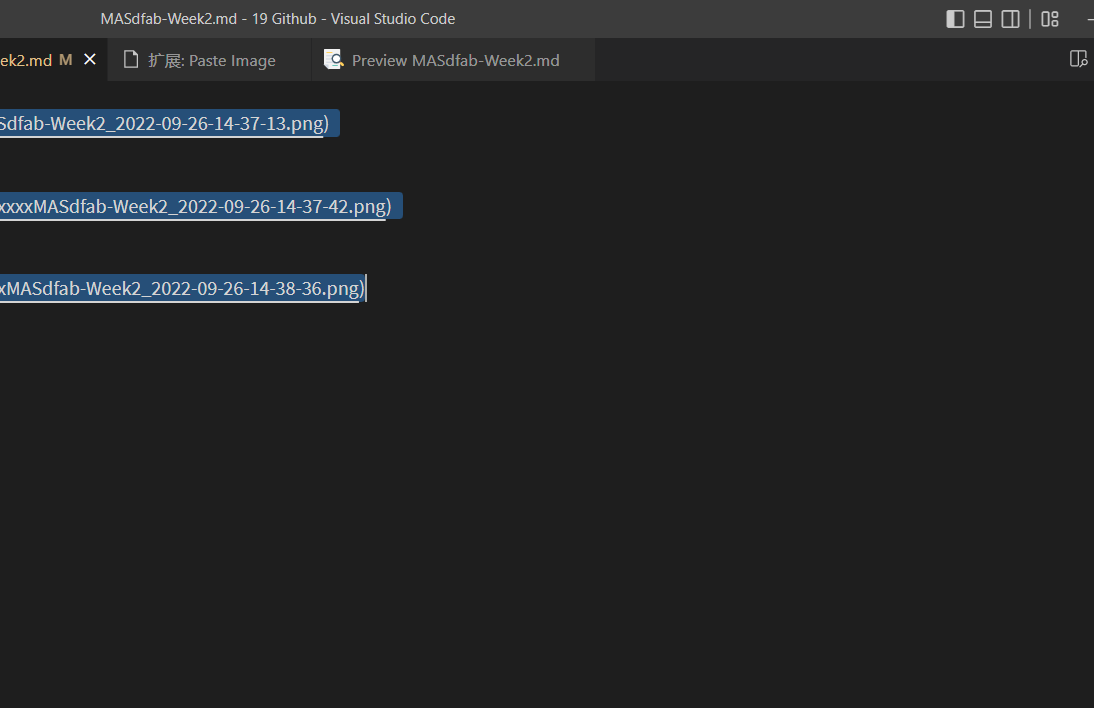 MASdfab-Week2.md - 19 Github - Visual Studio Code
ek2.md M
扩展: Paste Image
Preview MASdfab-Week2.md
Sdfab-Week2_2022-09-26-14-37-13.png)
xxxxMASdfab-Week2_2022-09-26-14-37-42.png)
xMASdfab-Week2_2022-09-26-14-38-36.png)